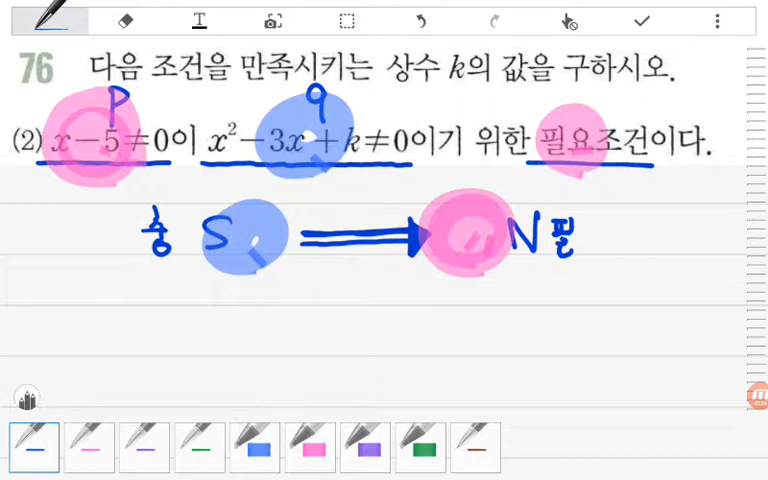 76 다음 조건을 만족시키는 상수 k의 값을 구하시오.
p q
(2) x-5≠0이 x²-3x+k≠0이기 위한 필요조건이다.
충 S ⟹ N 필